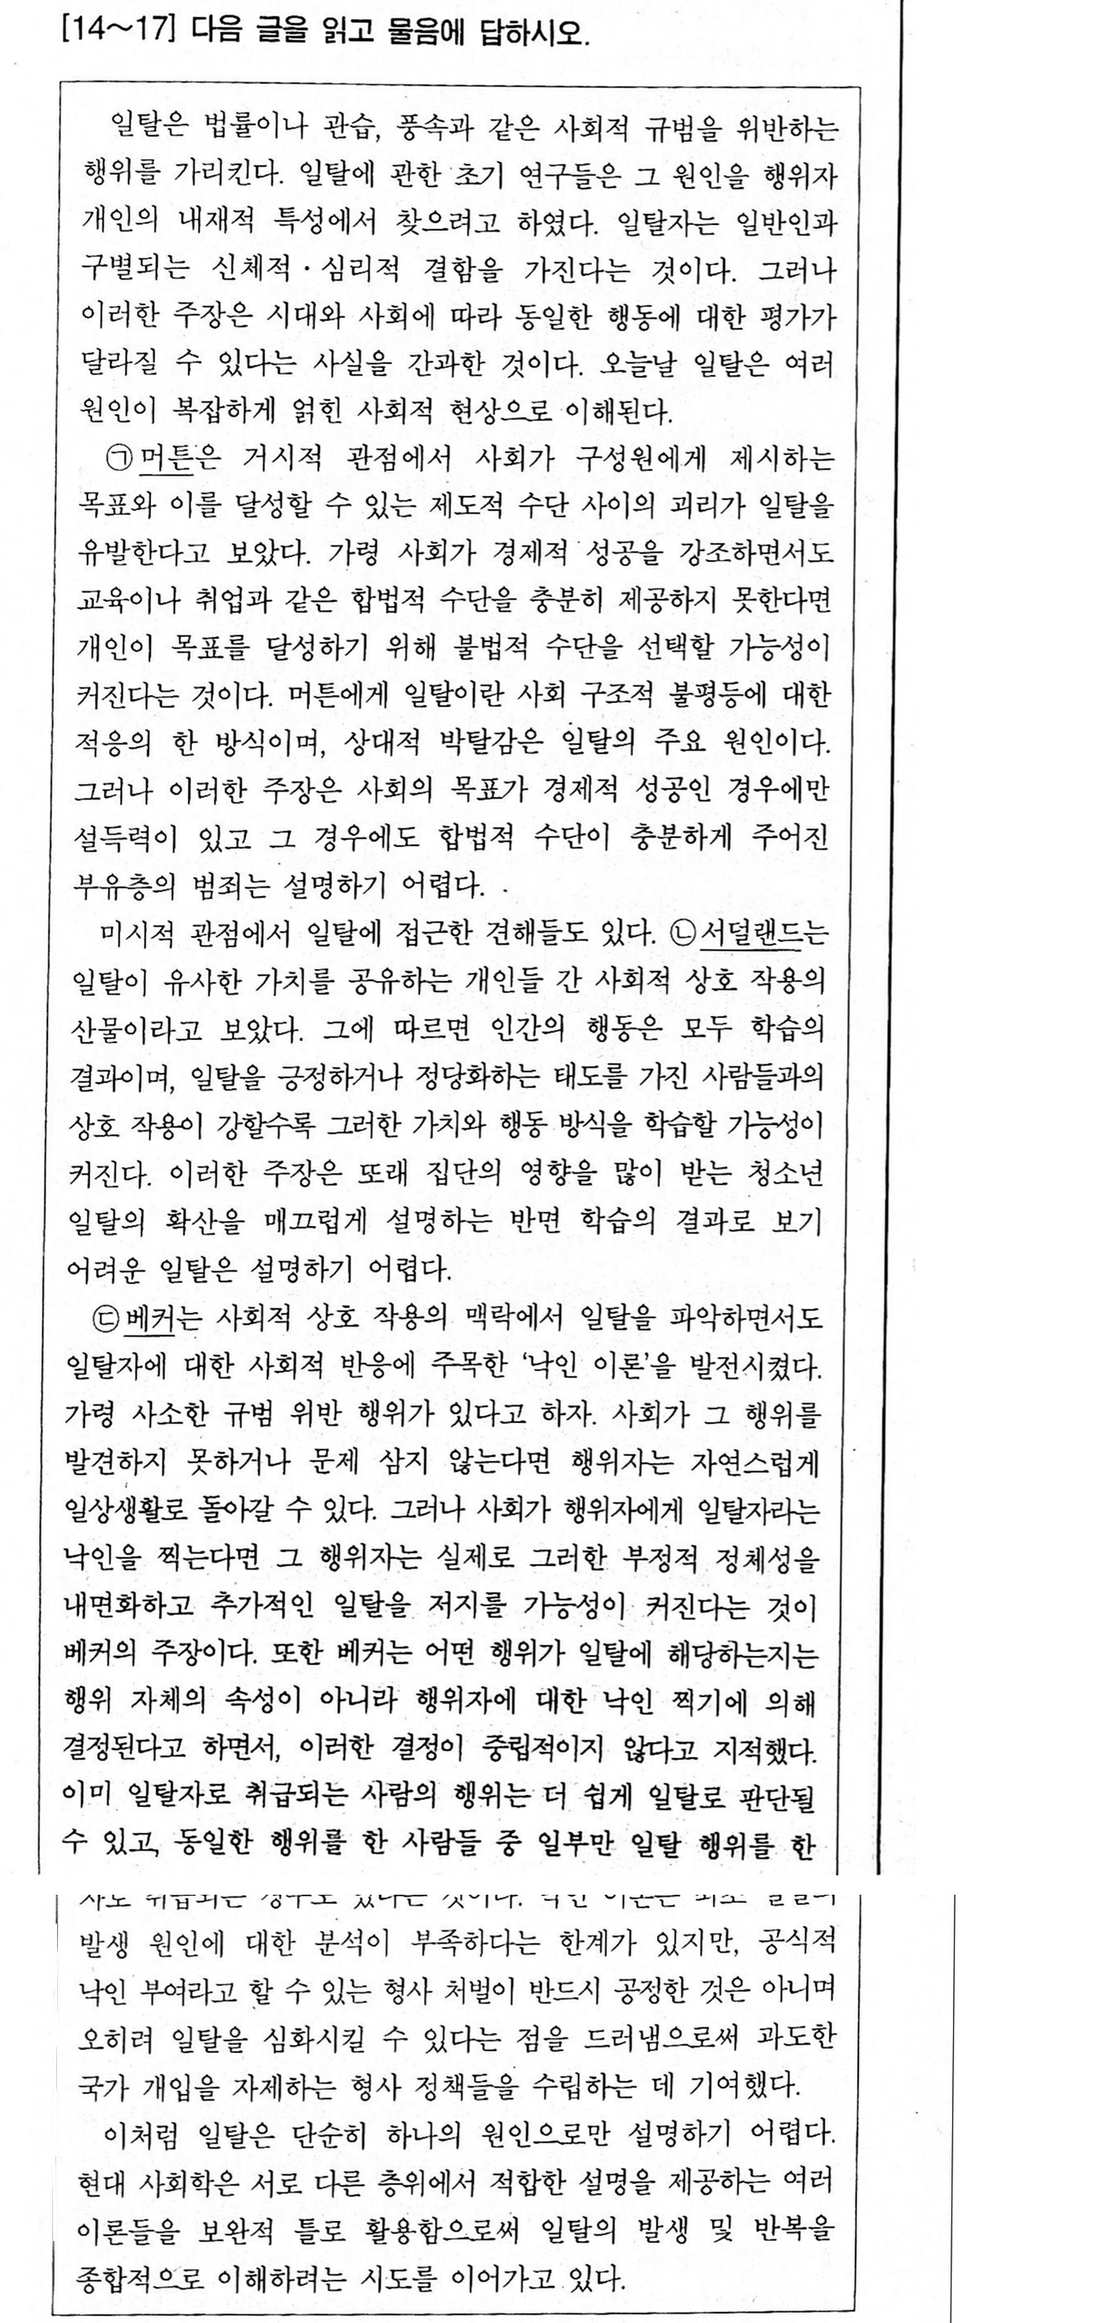 [14~17] 다음 글을 읽고 물음에 답하시오.
일탈은 법률이나 관습, 풍속과 같은 사회적 규범을 위반하는
행위를 가리킨다. 일탈에 관한 초기 연구들은 그 원인을 행위자
개인의 내재적 특성에서 찾으려고 하였다. 일탈자는 일반인과
구별되는 신체적·심리적 결함을 가진다는 것이다. 그러나
이러한 주장은 시대와 사회에 따라 동일한 행동에 대한 평가가
달라질 수 있다는 사실을 간과한 것이다. 오늘날 일탈은 여러
원인이 복잡하게 얽힌 사회적 현상으로 이해된다.
㉠머튼은 거시적 관점에서 사회가 구성원에게 제시하는
목표와 이를 달성할 수 있는 제도적 수단 사이의 괴리가 일탈을
유발한다고 보았다. 가령 사회가 경제적 성공을 강조하면서도
교육이나 취업과 같은 합법적 수단을 충분히 제공하지 못한다면
개인이 목표를 달성하기 위해 불법적 수단을 선택할 가능성이
커진다는 것이다. 머튼에게 일탈이란 사회 구조적 불평등에 대한
적응의 한 방식이며, 상대적 박탈감은 일탈의 주요 원인이다.
그러나 이러한 주장은 사회의 목표가 경제적 성공인 경우에만
설득력이 있고 그 경우에도 합법적 수단이 충분하게 주어진
부유층의 범죄는 설명하기 어렵다.
미시적 관점에서 일탈에 접근한 견해들도 있다. ㉡서덜랜드는
일탈이 유사한 가치를 공유하는 개인들 간 사회적 상호 작용의
산물이라고 보았다. 그에 따르면 인간의 행동은 모두 학습의
결과이며, 일탈을 긍정하거나 정당화하는 태도를 가진 사람들과의
상호 작용이 강할수록 그러한 가치와 행동 방식을 학습할 가능성이
커진다. 이러한 주장은 또래 집단의 영향을 많이 받는 청소년
일탈의 확산을 매끄럽게 설명하는 반면 학습의 결과로 보기
어려운 일탈은 설명하기 어렵다.
㉢베커는 사회적 상호 작용의 맥락에서 일탈을 파악하면서도
일탈자에 대한 사회적 반응에 주목한 ‘낙인 이론’을 발전시켰다.
가령 사소한 규범 위반 행위가 있다고 하자. 사회가 그 행위를
발견하지 못하거나 문제 삼지 않는다면 행위자는 자연스럽게
일상생활로 돌아갈 수 있다. 그러나 사회가 행위자에게 일탈자라는
낙인을 찍는다면 그 행위자는 실제로 그러한 부정적 정체성을
내면화하고 추가적인 일탈을 저지를 가능성이 커진다는 것이
베커의 주장이다. 또한 베커는 어떤 행위가 일탈에 해당하는지는
행위 자체의 속성이 아니라 행위자에 대한 낙인 찍기에 의해
결정된다고 하면서, 이러한 결정이 중립적이지 않다고 지적했다.
이미 일탈자로 취급되는 사람의 행위는 더 쉽게 일탈로 판단될
수 있고, 동일한 행위를 한 사람들 중 일부만 일탈 행위를 한
자로 취급되는 경우도 있다는 것이다. 낙인 이론은 최초 일탈의
발생 원인에 대한 분석이 부족하다는 한계가 있지만, 공식적
낙인 부여라고 할 수 있는 형사 처벌이 반드시 공정한 것은 아니며
오히려 일탈을 심화시킬 수 있다는 점을 드러냄으로써 과도한
국가 개입을 자제하는 형사 정책들을 수립하는 데 기여했다.
이처럼 일탈은 단순히 하나의 원인으로만 설명하기 어렵다.
현대 사회학은 서로 다른 층위에서 적합한 설명을 제공하는 여러
이론들을 보완적 틀로 활용함으로써 일탈의 발생 및 반복을
종합적으로 이해하려는 시도를 이어가고 있다.